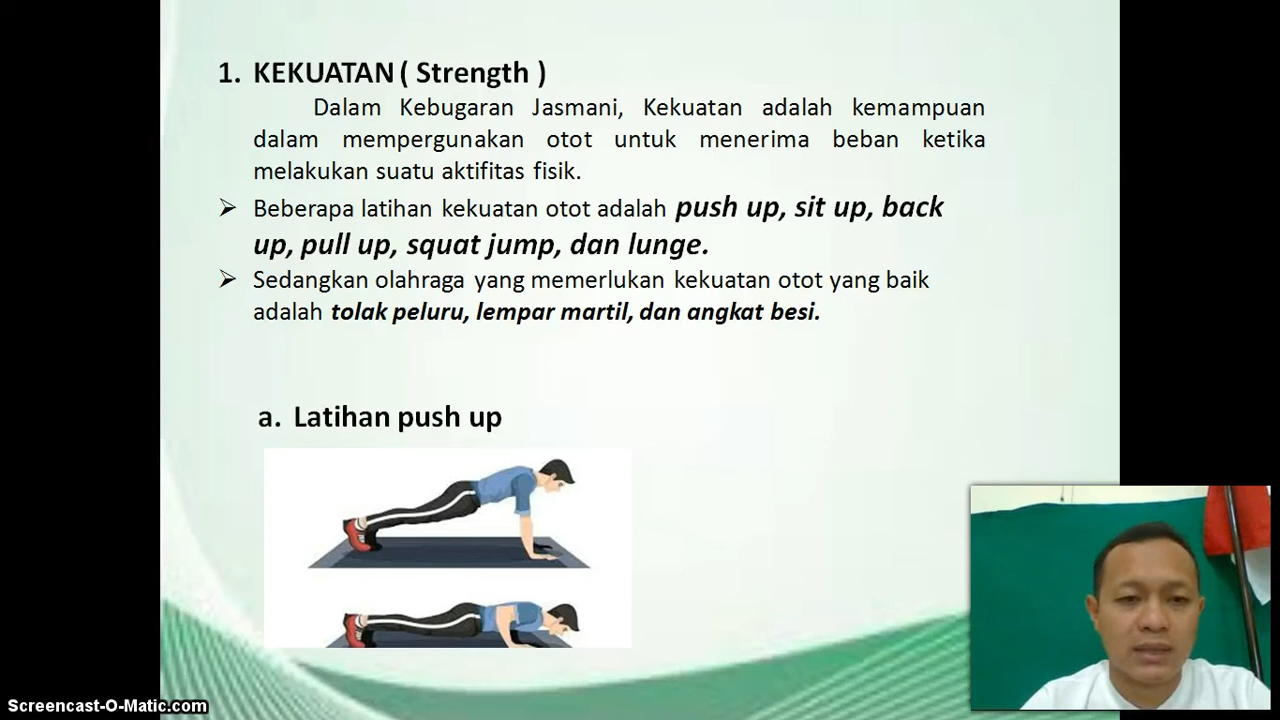 1. KEKUATAN ( Strength )
Dalam Kebugaran Jasmani, Kekuatan adalah kemampuan
dalam mempergunakan otot untuk menerima beban ketika
melakukan suatu aktifitas fisik.
➢ Beberapa latihan kekuatan otot adalah push up, sit up, back
up, pull up, squat jump, dan lunge.
➢ Sedangkan olahraga yang memerlukan kekuatan otot yang baik
adalah tolak peluru, lempar martil, dan angkat besi.
a. Latihan push up
Screencast-O-Matic.com